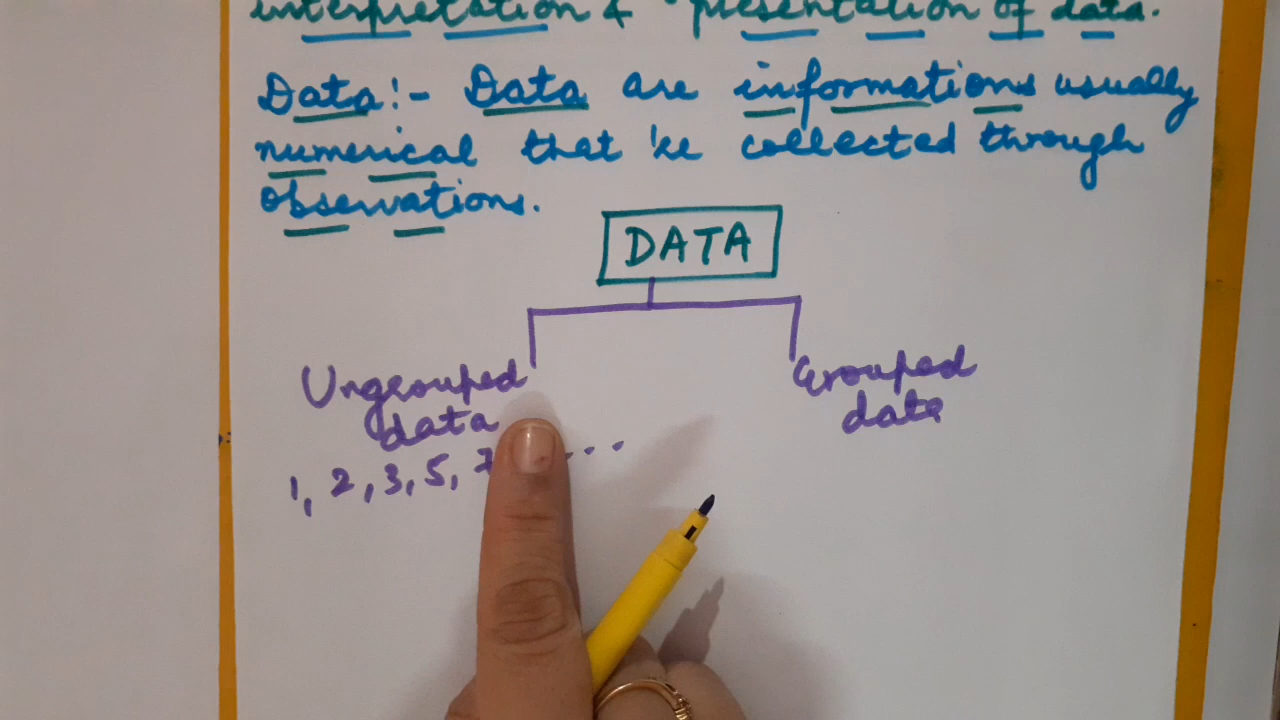 interpretation & presentation of data.
Data:- Data are informations usually
numerical that 're collected through
observations.
DATA
Ungrouped
data
Grouped
data
1, 2, 3, 5, 7 ...